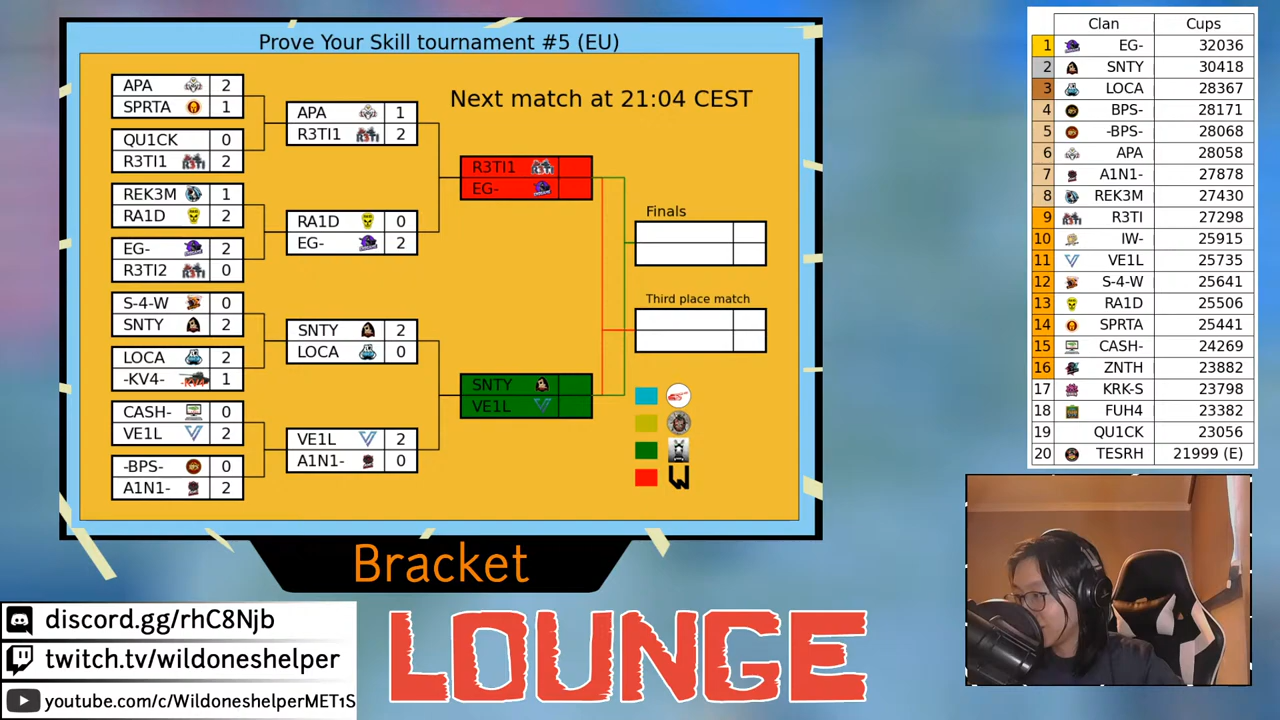 Prove Your Skill tournament #5 (EU)
Next match at 21:04 CEST
APA 2
SPRTA 1
QU1CK 0
R3TI1 2
REK3M 1
RA1D 2
EG- 2
R3TI2 0
S-4-W 0
SNTY 2
LOCA 2
-KV4- 1
CASH- 0
VE1L 2
-BPS- 0
A1N1- 2
APA 1
R3TI1 2
RA1D 0
EG- 2
SNTY 2
LOCA 0
VE1L 2
A1N1- 0
R3TI1
EG-
SNTY
VE1L
Finals
Third place match
Bracket
Clan Cups
1 EG- 32036
2 SNTY 30418
3 LOCA 28367
4 BPS- 28171
5 -BPS- 28068
6 APA 28058
7 A1N1- 27878
8 REK3M 27430
9 R3TI 27298
10 IW- 25915
11 VE1L 25735
12 S-4-W 25641
13 RA1D 25506
14 SPRTA 25441
15 CASH- 24269
16 ZNTH 23882
17 KRK-S 23798
18 FUH4 23382
19 QU1CK 23056
20 TESRH 21999 (E)
discord.gg/rhC8Njb
twitch.tv/wildoneshelper
youtube.com/c/WildoneshelperMET1S
LOUNGE